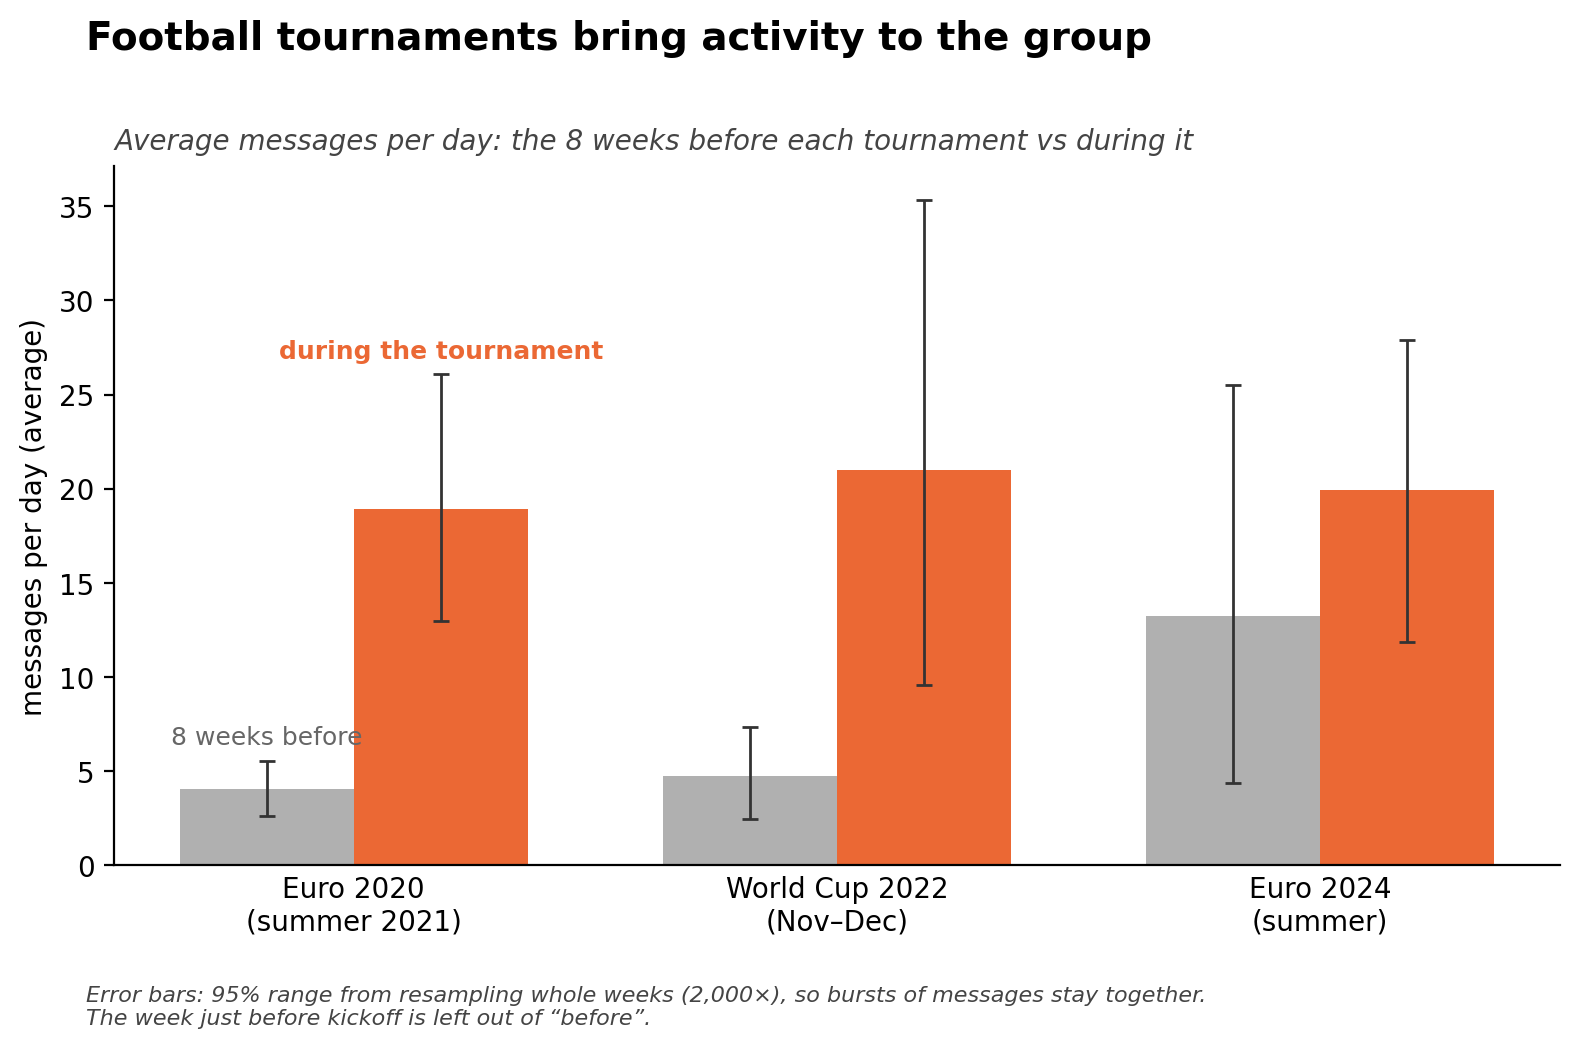 Football tournaments bring activity to the group
Average messages per day: the 8 weeks before each tournament vs during it
messages per day (average)
35
30
25
20
15
10
5
0
during the tournament
8 weeks before
Euro 2020
(summer 2021)
World Cup 2022
(Nov–Dec)
Euro 2024
(summer)
Error bars: 95% range from resampling whole weeks (2,000×), so bursts of messages stay together.
The week just before kickoff is left out of “before”.